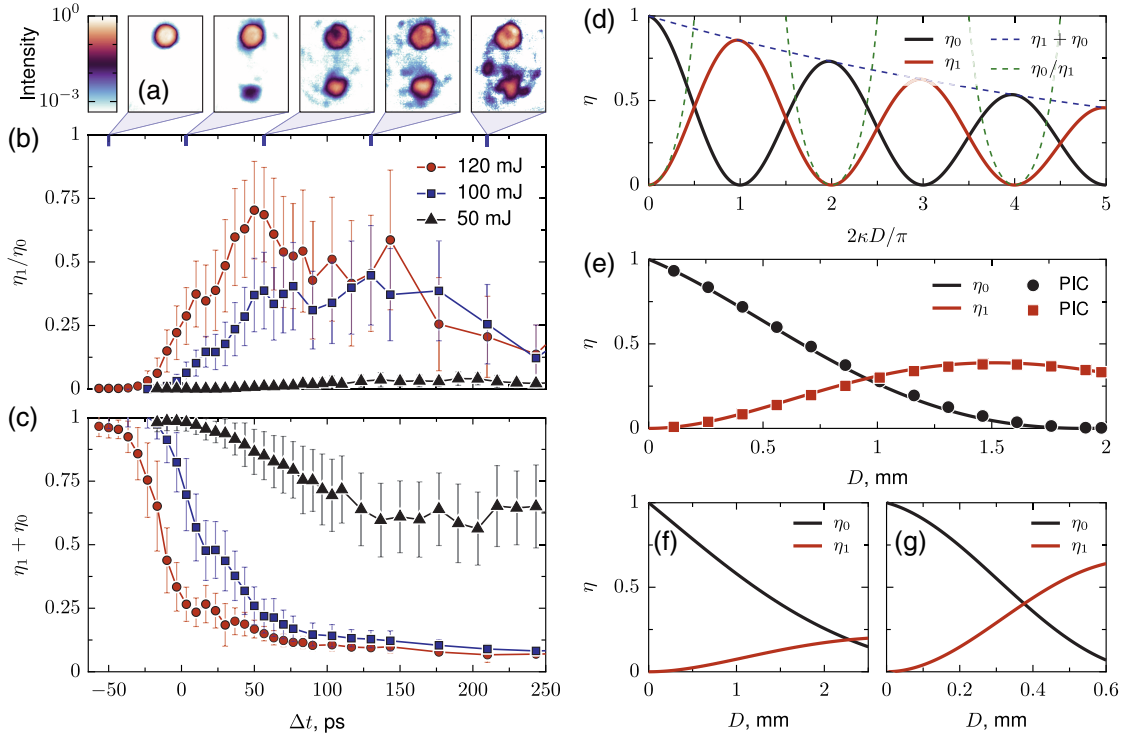 Intensity
10⁰
10⁻³
(a)
(b)
η₁/η₀
1
0.75
0.5
0.25
0
120 mJ
100 mJ
50 mJ
(c)
η₁ + η₀
1
0.75
0.5
0.25
0
−50 0 50 100 150 200 250
Δt, ps
(d)
η
1
0.5
0
η₀ η₁ + η₀
η₁ η₀/η₁
0 1 2 3 4 5
2κD/π
(e)
η
1
0.5
0
η₀ PIC
η₁ PIC
0 0.5 1 1.5 2
D, mm
(f)
η
1
0.5
0
η₀
η₁
0 1 2
D, mm
(g)
η₀
η₁
0 0.2 0.4 0.6
D, mm